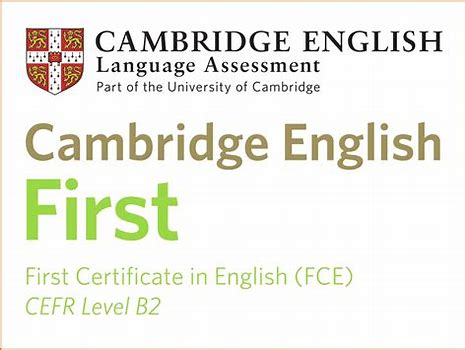 CAMBRIDGE ENGLISH
Language Assessment
Part of the University of Cambridge
Cambridge English
First
First Certificate in English (FCE)
CEFR Level B2